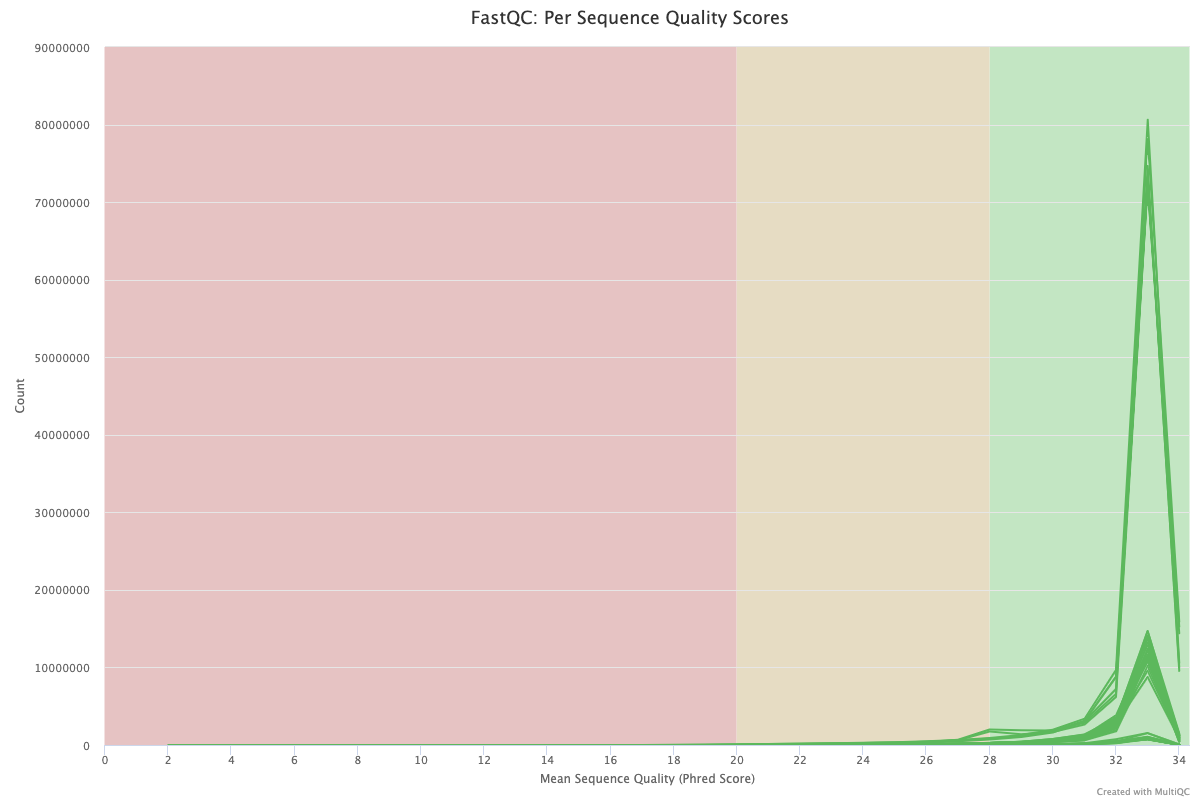 FastQC: Per Sequence Quality Scores
90000000
80000000
70000000
60000000
50000000
40000000
30000000
20000000
10000000
0
Count
0 2 4 6 8 10 12 14 16 18 20 22 24 26 28 30 32 34
Mean Sequence Quality (Phred Score)
Created with MultiQC